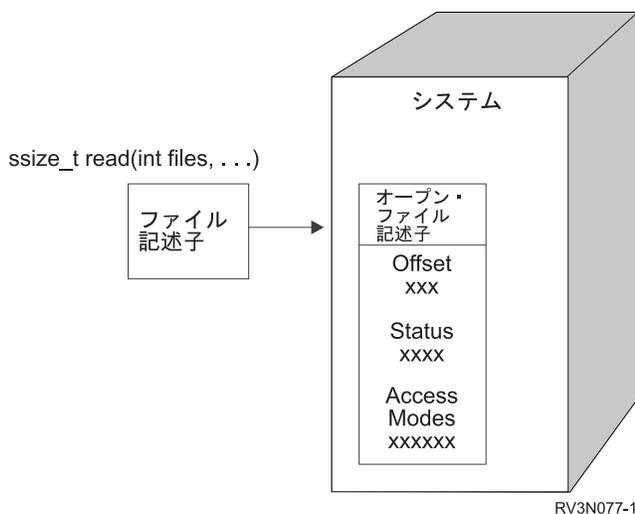 システム
ssize_t read(int files, . . .)
ファイル
記述子
オープン・
ファイル
記述子
Offset
xxx
Status
xxxx
Access
Modes
xxxxxx
RV3N077-1